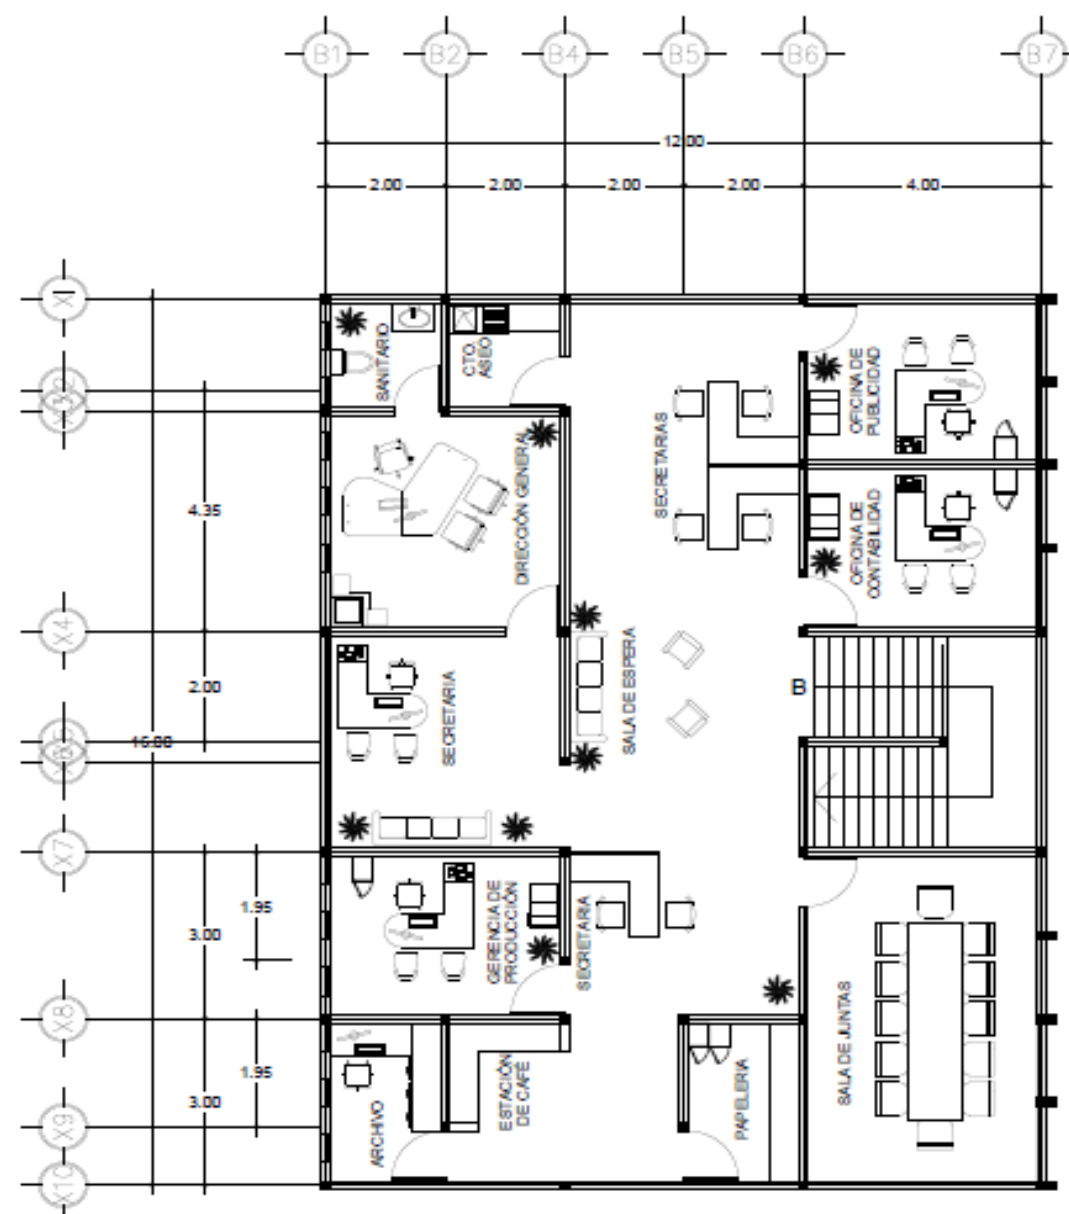 B1
B2
B4
B5
B6
B7
12.00
2.00
2.00
2.00
2.00
4.00
X1
X4
X7
X8
X9
X10
4.35
2.00
16.00
3.00
1.95
3.00
1.95
SANITARIO
CTO.
ASEO
DIRECCIÓN GENERAL
SECRETARIAS
OFICINA DE
PUBLICIDAD
OFICINA DE
CONTABILIDAD
SECRETARIA
SALA DE ESPERA
B
GERENCIA DE
PRODUCCIÓN
SECRETARIA
ARCHIVO
ESTACIÓN
DE CAFÉ
PAPELERIA
SALA DE JUNTAS